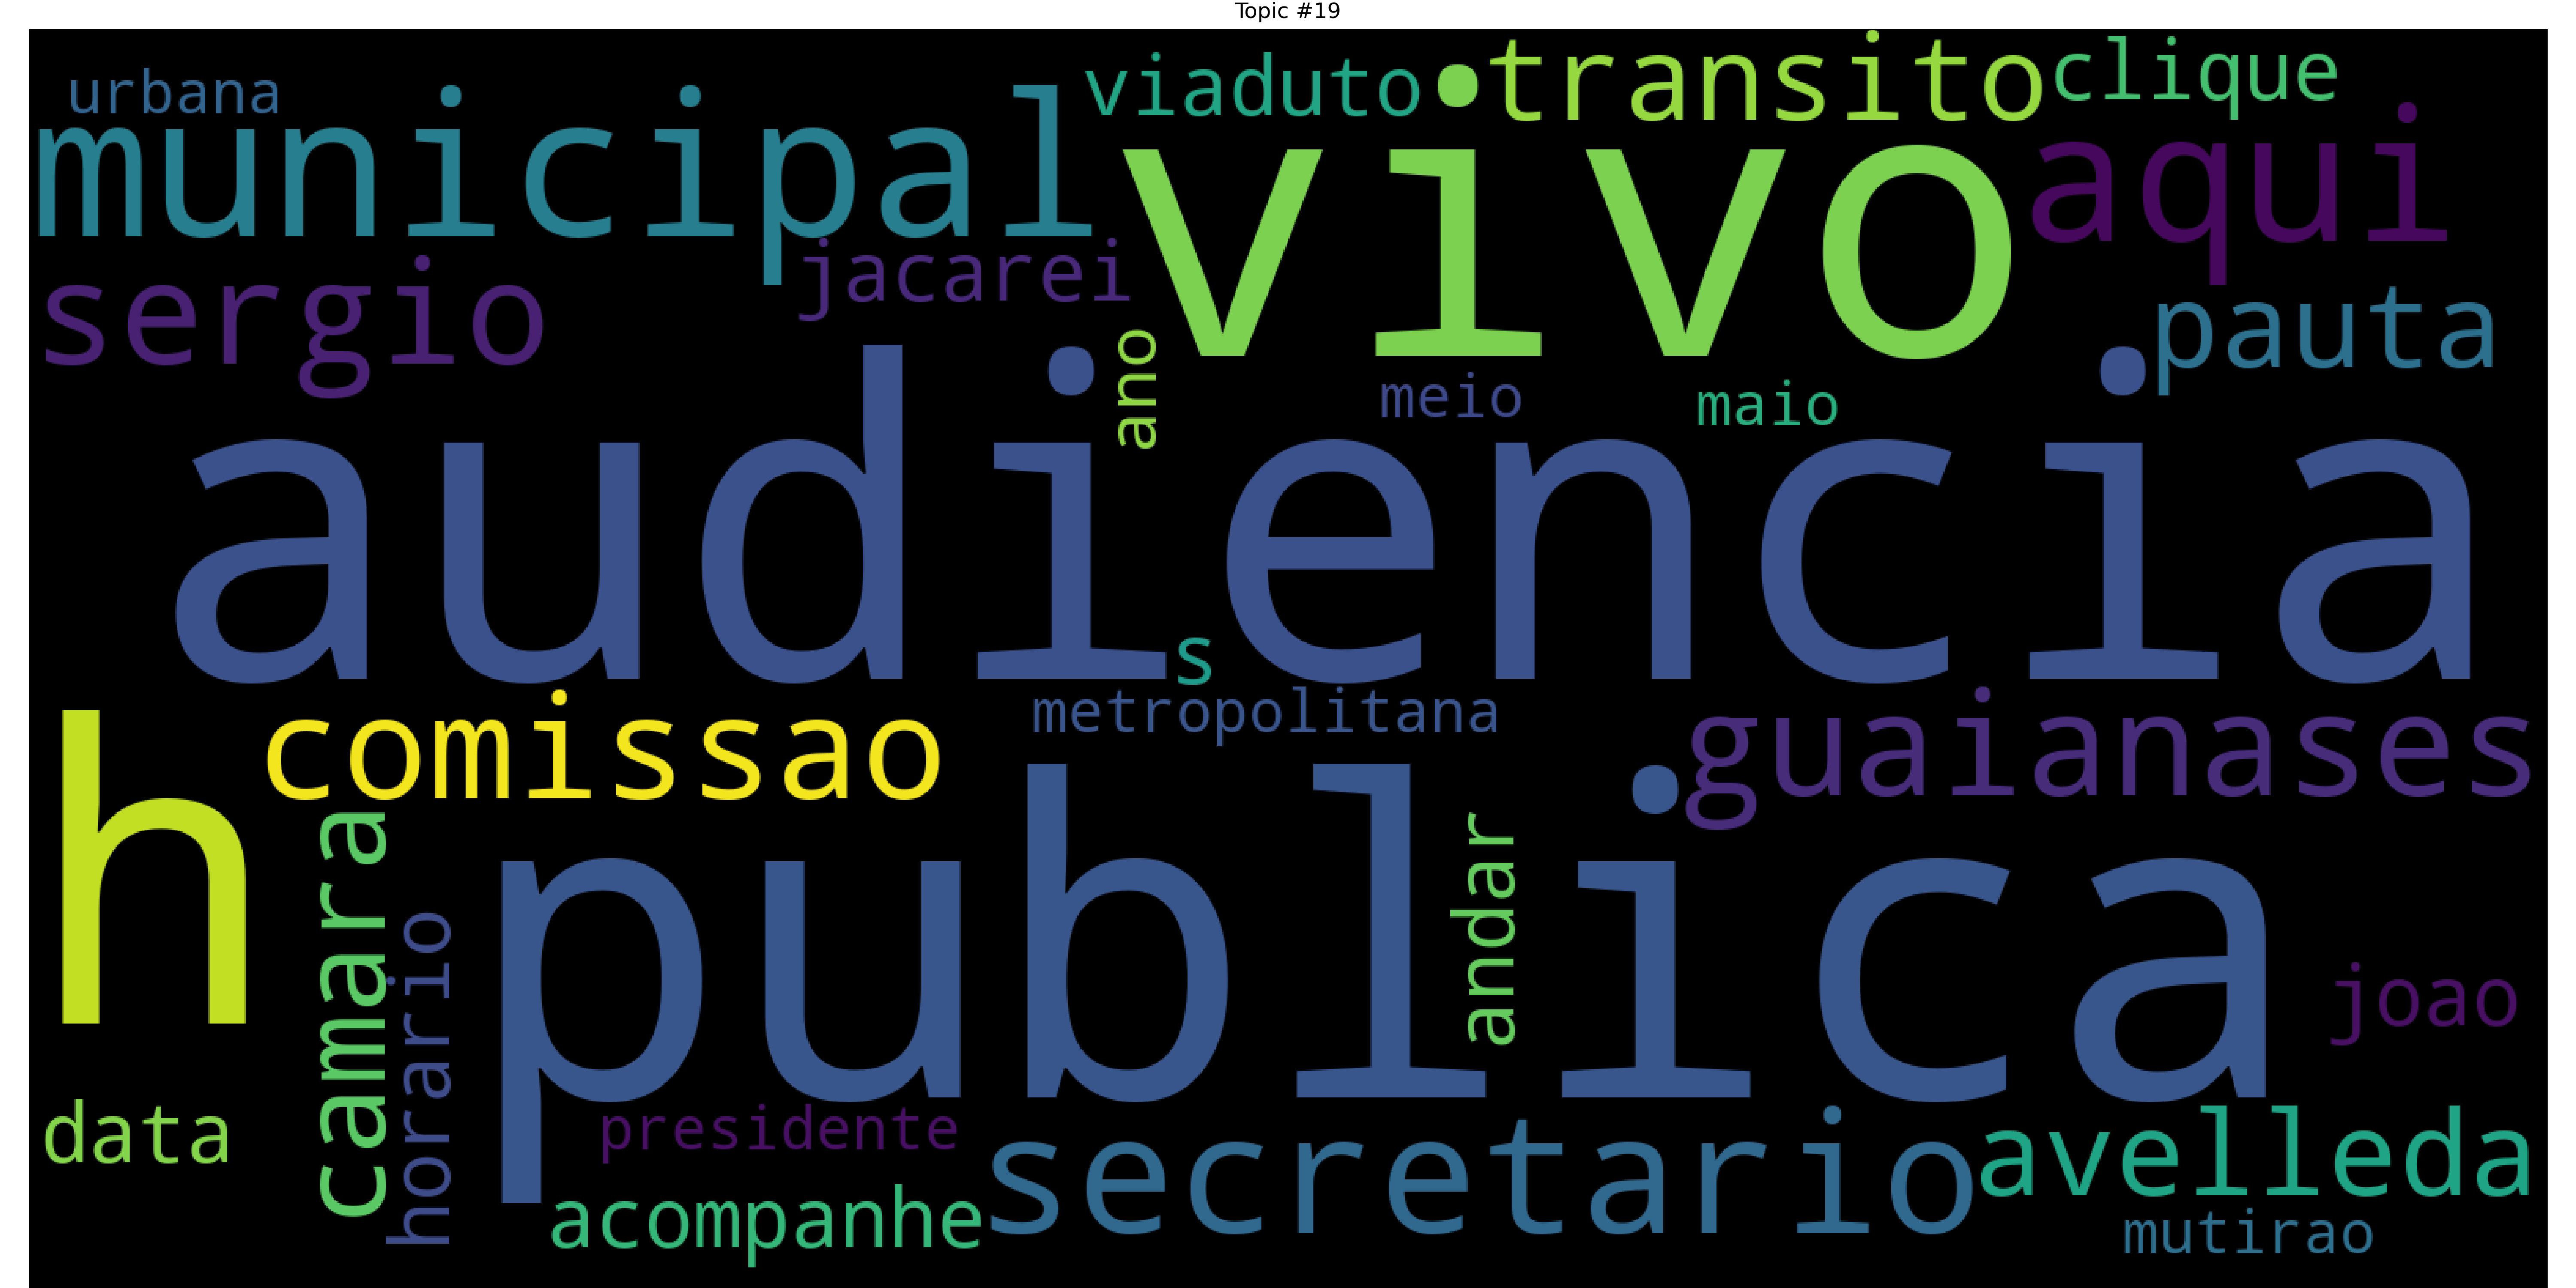 Topic #19
urbana
viaduto
transito
clique
municipal
vivo
aqui
sergio
jacarei
pauta
ano
meio
maio
audiencia
s
metropolitana
comissao
guaianases
h
camara
horario
publica
andar
joao
data
presidente
secretario
avelleda
acompanhe
mutirao